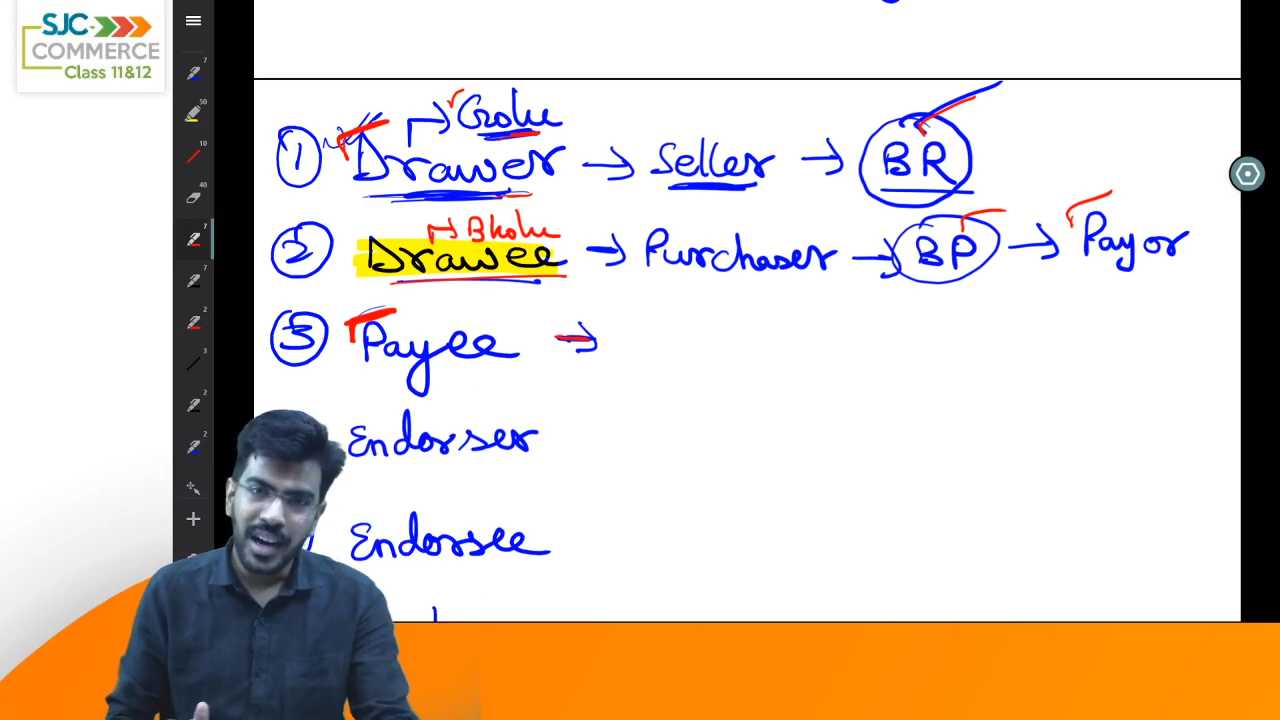 SJC
COMMERCE
Class 11&12
→ Goku
① Drawer → Seller → BR
→ Bholu
② Drawee → Purchaser → BP → Payor
③ Payee →
Endorser
Endorsee